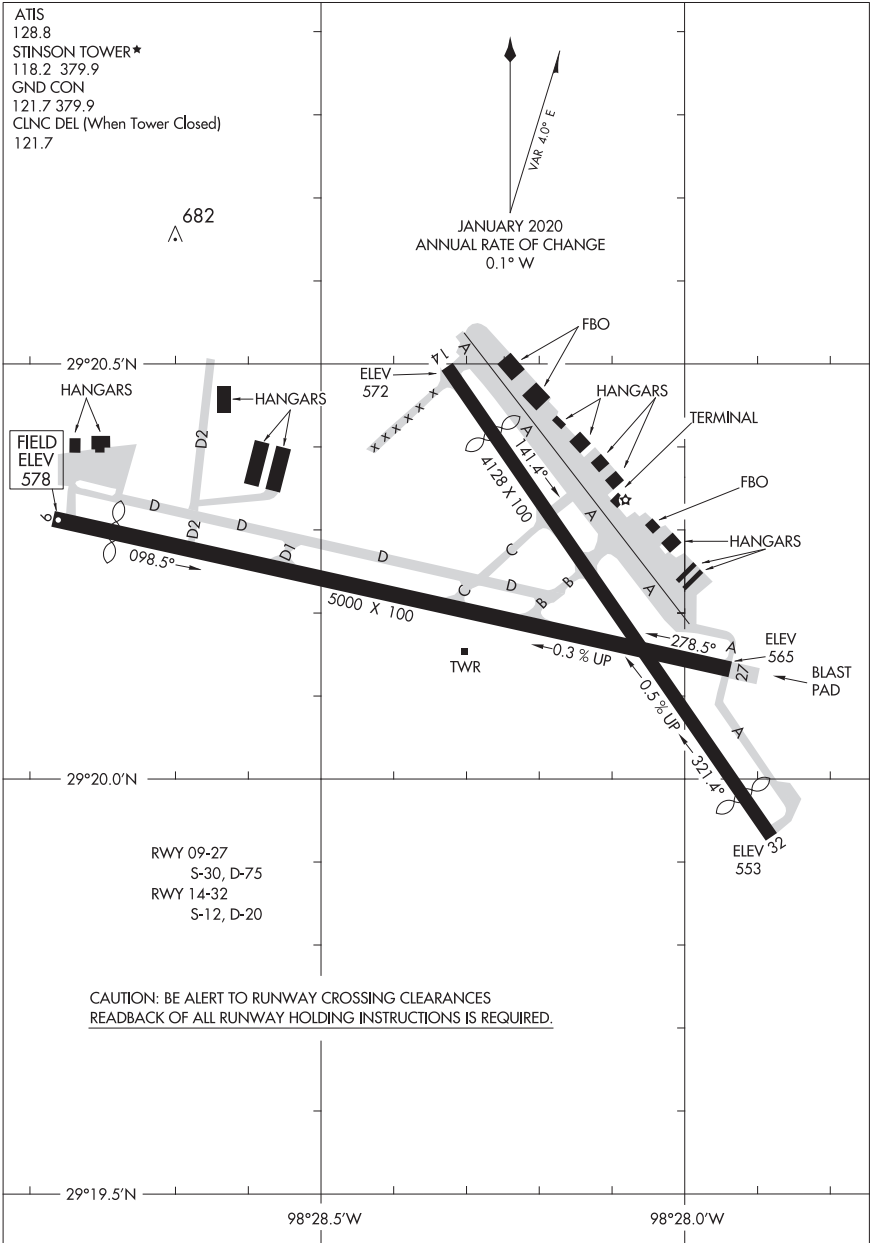 ATIS
128.8
STINSON TOWER★
118.2 379.9
GND CON
121.7 379.9
CLNC DEL (When Tower Closed)
121.7
VAR 4.0° E
682
JANUARY 2020
ANNUAL RATE OF CHANGE
0.1° W
FBO
14
A
29°20.5'N
ELEV
572
HANGARS
HANGARS
HANGARS
TERMINAL
D2
A
141.4°
4128 X 100
FIELD
ELEV
578
FBO
9
D
D
D2
A
HANGARS
098.5°
D1
D
C
D
B
A
C
B
5000 X 100
278.5°
A
ELEV
565
0.3 % UP
27
BLAST
PAD
TWR
0.5 % UP
A
321.4°
29°20.0'N
32
ELEV
553
RWY 09-27
S-30, D-75
RWY 14-32
S-12, D-20
CAUTION: BE ALERT TO RUNWAY CROSSING CLEARANCES
READBACK OF ALL RUNWAY HOLDING INSTRUCTIONS IS REQUIRED.
29°19.5'N
98°28.5'W
98°28.0'W